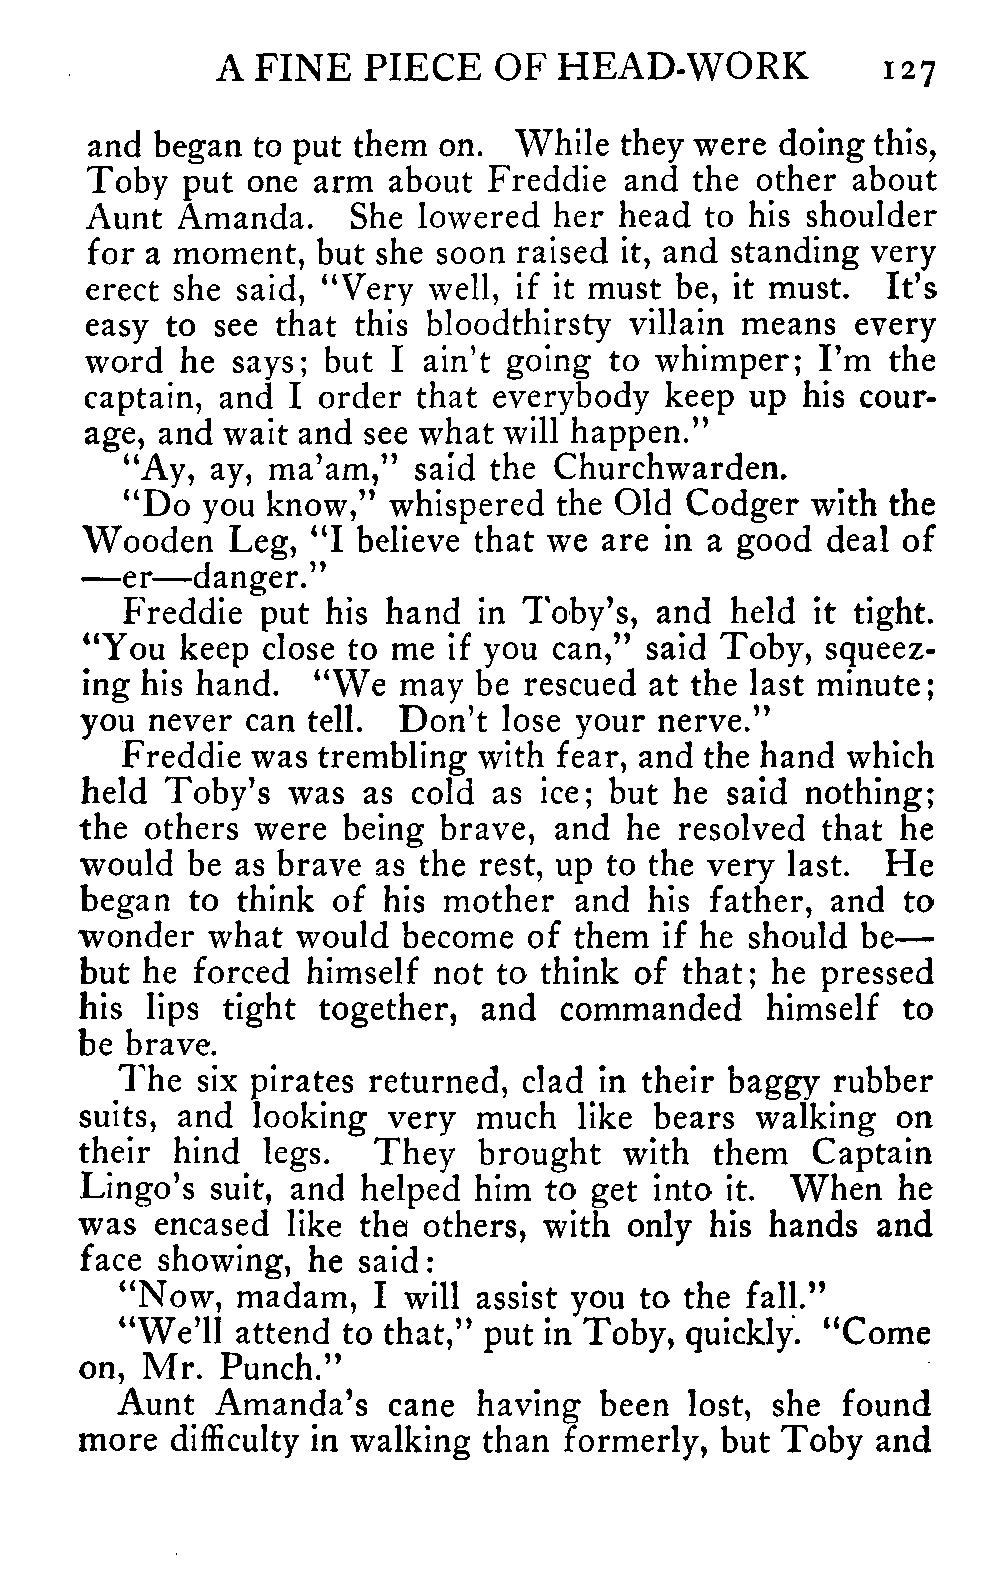 A FINE PIECE OF HEAD-WORK 127
and began to put them on. While they were doing this,
Toby put one arm about Freddie and the other about
Aunt Amanda. She lowered her head to his shoulder
for a moment, but she soon raised it, and standing very
erect she said, "Very well, if it must be, it must. It's
easy to see that this bloodthirsty villain means every
word he says; but I ain't going to whimper; I'm the
captain, and I order that everybody keep up his cour-
age, and wait and see what will happen."
"Ay, ay, ma'am," said the Churchwarden.
"Do you know," whispered the Old Codger with the
Wooden Leg, "I believe that we are in a good deal of
—er—danger."
Freddie put his hand in Toby's, and held it tight.
"You keep close to me if you can," said Toby, squeez-
ing his hand. "We may be rescued at the last minute;
you never can tell. Don't lose your nerve."
Freddie was trembling with fear, and the hand which
held Toby's was as cold as ice; but he said nothing;
the others were being brave, and he resolved that he
would be as brave as the rest, up to the very last. He
began to think of his mother and his father, and to
wonder what would become of them if he should be—
but he forced himself not to think of that; he pressed
his lips tight together, and commanded himself to
be brave.
The six pirates returned, clad in their baggy rubber
suits, and looking very much like bears walking on
their hind legs. They brought with them Captain
Lingo's suit, and helped him to get into it. When he
was encased like the others, with only his hands and
face showing, he said:
"Now, madam, I will assist you to the fall."
"We'll attend to that," put in Toby, quickly. "Come
on, Mr. Punch."
Aunt Amanda's cane having been lost, she found
more difficulty in walking than formerly, but Toby and